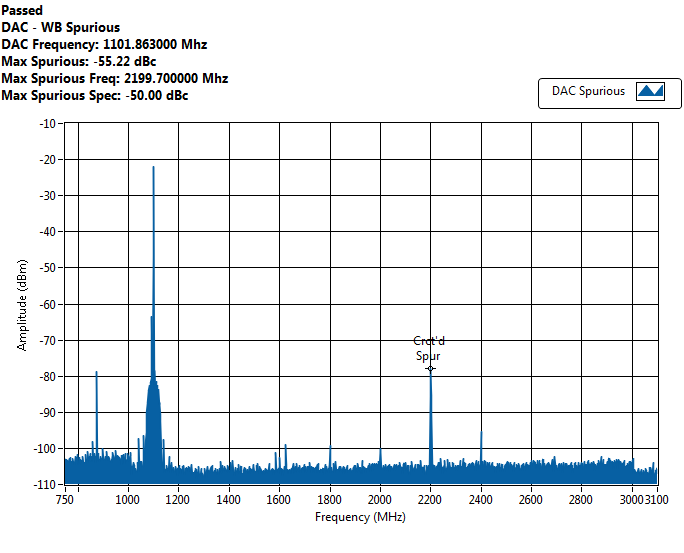 Passed
DAC - WB Spurious
DAC Frequency: 1101.863000 Mhz
Max Spurious: -55.22 dBc
Max Spurious Freq: 2199.700000 Mhz
Max Spurious Spec: -50.00 dBc
DAC Spurious
-10
-20
-30
-40
-50
-60
-70
-80
-90
-100
-110
Amplitude (dBm)
Crct'd
Spur
750 1000 1200 1400 1600 1800 2000 2200 2400 2600 2800 3000 3100
Frequency (MHz)